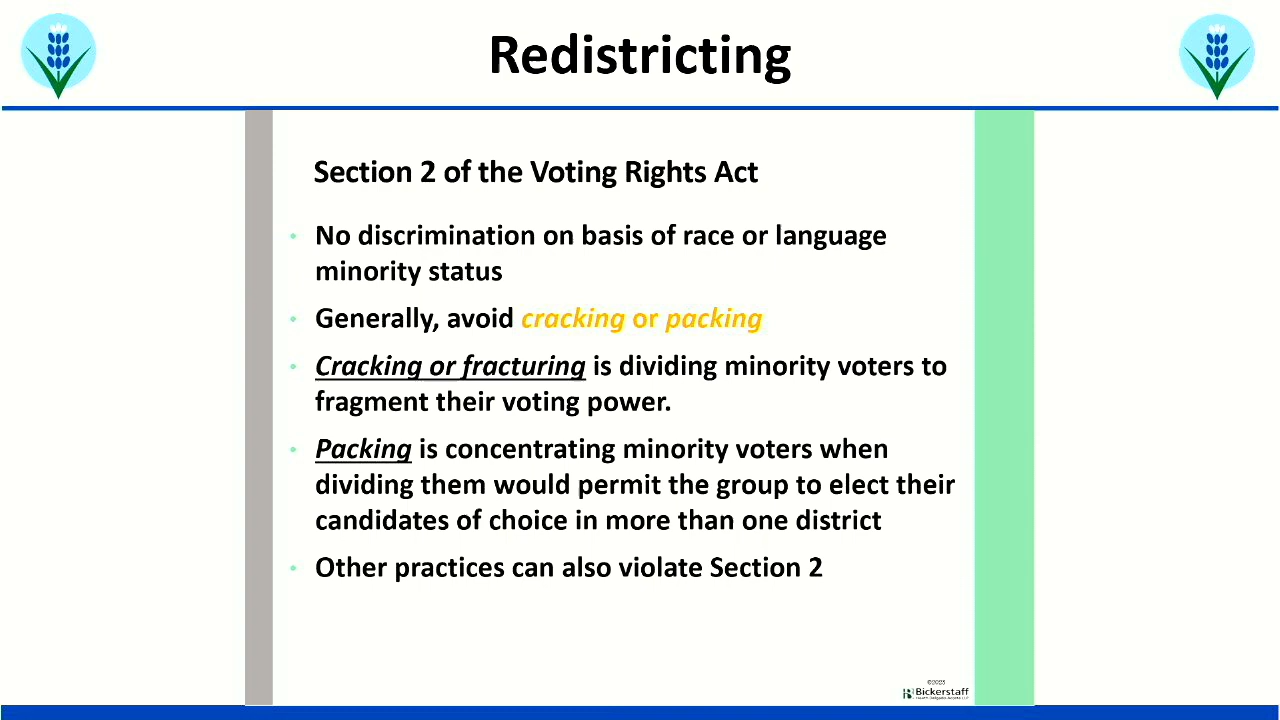 Redistricting
Section 2 of the Voting Rights Act
• No discrimination on basis of race or language
minority status
• Generally, avoid cracking or packing
• Cracking or fracturing is dividing minority voters to
fragment their voting power.
• Packing is concentrating minority voters when
dividing them would permit the group to elect their
candidates of choice in more than one district
• Other practices can also violate Section 2
Bickerstaff